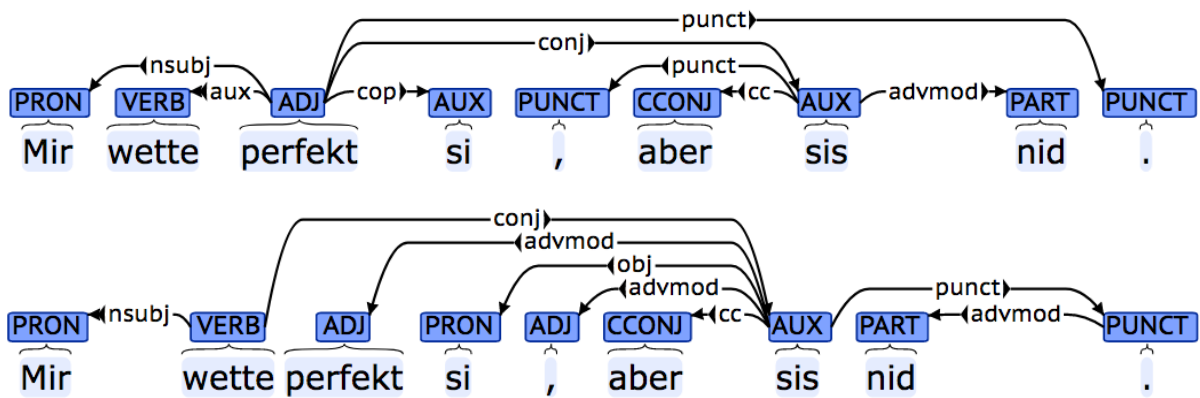 punct
conj
nsubj punct
aux cop cc advmod
PRON VERB ADJ AUX PUNCT CCONJ AUX PART PUNCT
Mir wette perfekt si , aber sis nid .
conj
advmod
obj
advmod punct
nsubj cc advmod
PRON VERB ADJ PRON ADJ CCONJ AUX PART PUNCT
Mir wette perfekt si , aber sis nid .